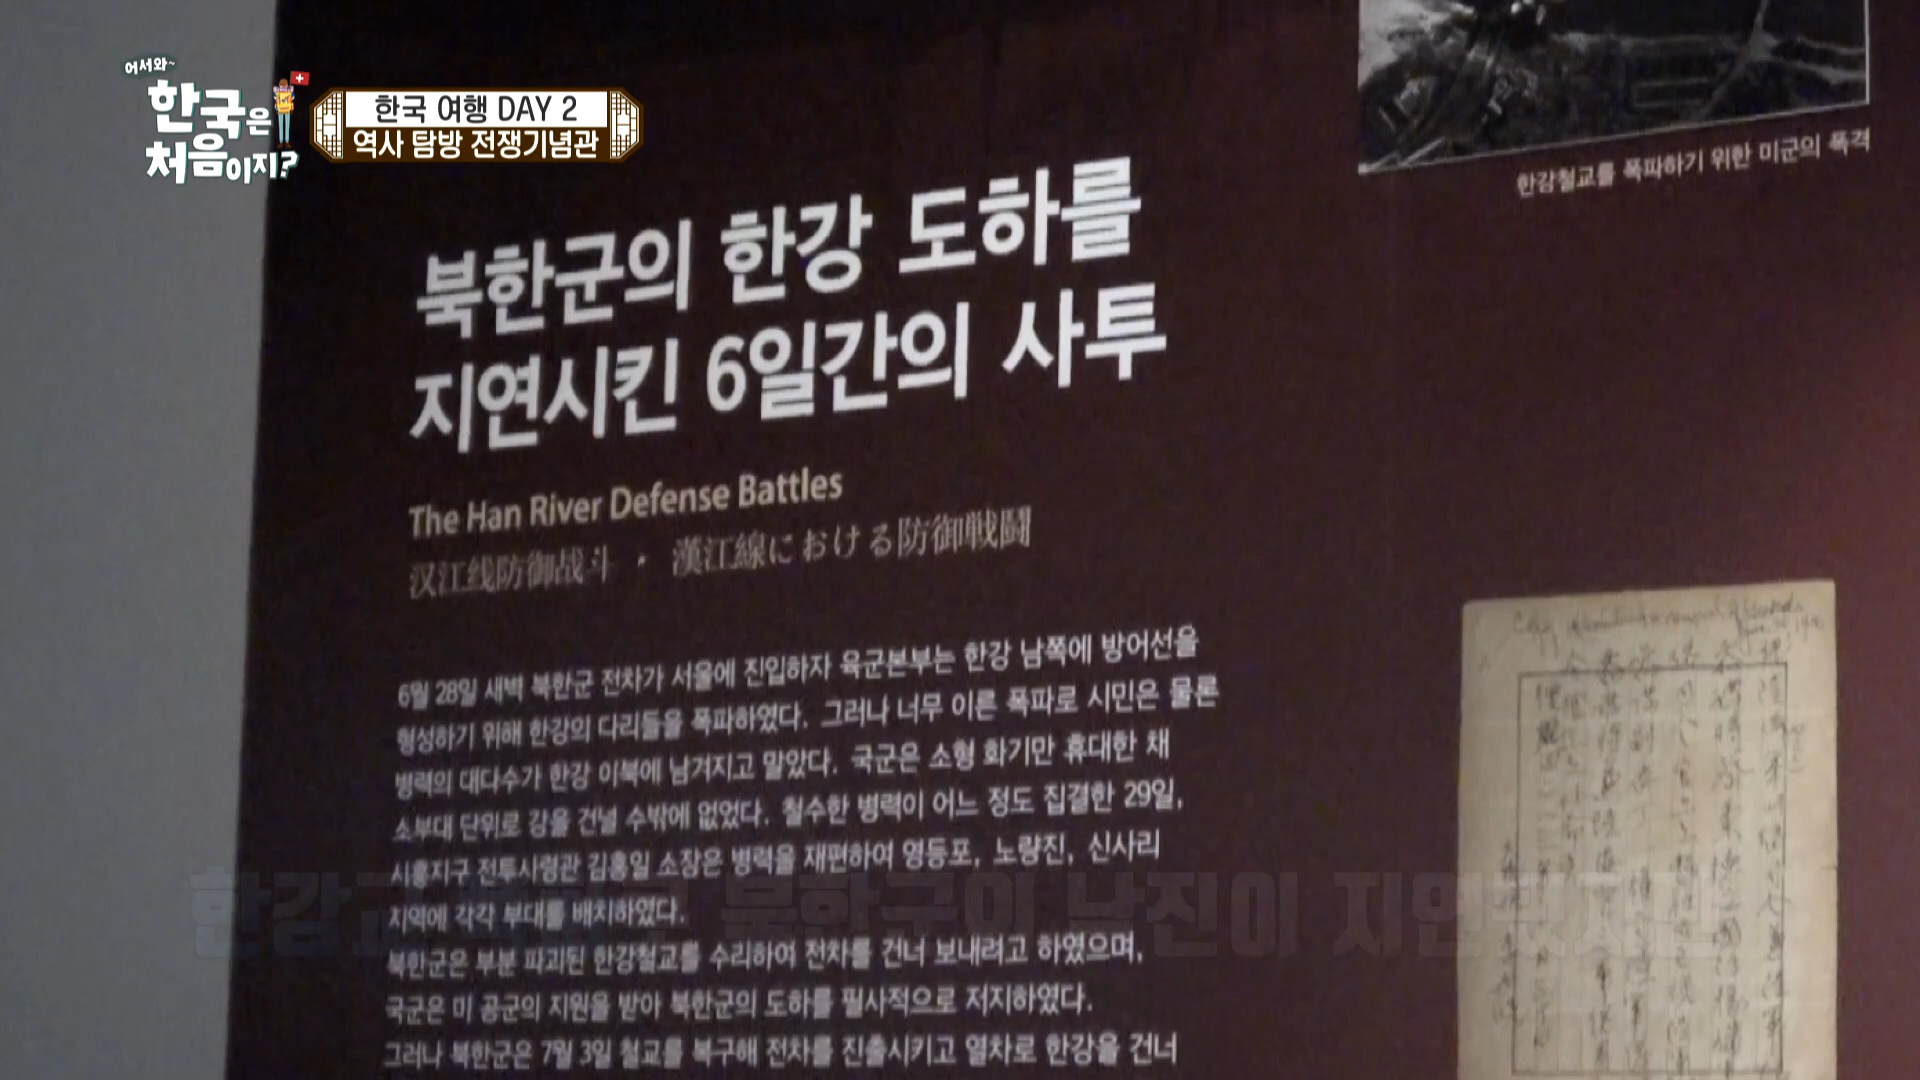 어서와~
한국은
처음이지?
한국 여행 DAY 2
역사 탐방 전쟁기념관
한강철교를 폭파하기 위한 미군의 폭격
북한군의 한강 도하를
지연시킨 6일간의 사투
The Han River Defense Battles
汉江线防御战斗 · 漢江線における防御戦闘
6월 28일 새벽 북한군 전차가 서울에 진입하자 육군본부는 한강 남쪽에 방어선을
형성하기 위해 한강의 다리들을 폭파하였다. 그러나 너무 이른 폭파로 시민은 물론
병력의 대다수가 한강 이북에 남겨지고 말았다. 국군은 소형 화기만 휴대한 채
소부대 단위로 강을 건널 수밖에 없었다. 철수한 병력이 어느 정도 집결한 29일,
시흥지구 전투사령관 김홍일 소장은 병력을 재편하여 영등포, 노량진, 신사리
지역에 각각 부대를 배치하였다.
북한군은 부분 파괴된 한강철교를 수리하여 전차를 건너 보내려고 하였으며,
국군은 미 공군의 지원을 받아 북한군의 도하를 필사적으로 저지하였다.
그러나 북한군은 7월 3일 철교를 복구해 전차를 진출시키고 열차로 한강을 건너
북한군의 남진이